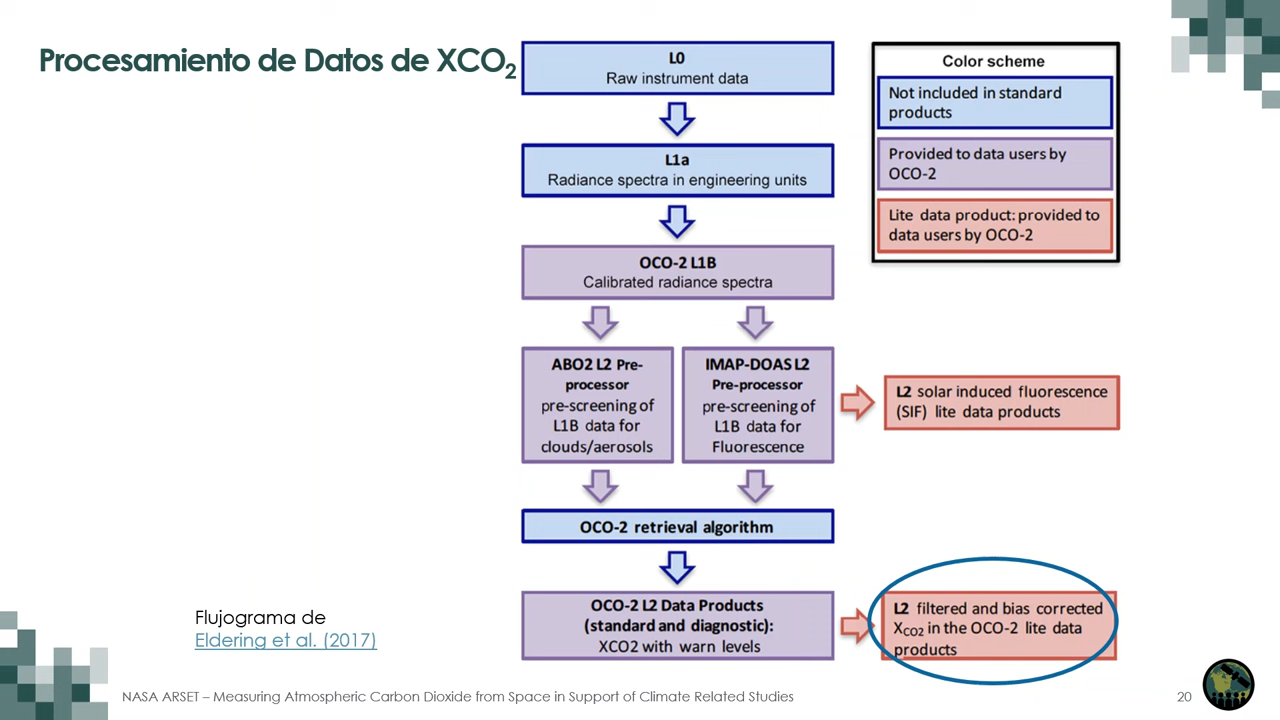 Procesamiento de Datos de XCO2
L0
Raw instrument data
L1a
Radiance spectra in engineering units
OCO-2 L1B
Calibrated radiance spectra
ABO2 L2 Pre-
processor
pre-screening of
L1B data for
clouds/aerosols
IMAP-DOAS L2
Pre-processor
pre-screening of
L1B data for
Fluorescence
L2 solar induced fluorescence
(SIF) lite data products
OCO-2 retrieval algorithm
OCO-2 L2 Data Products
(standard and diagnostic):
XCO2 with warn levels
L2 filtered and bias corrected
XCO2 in the OCO-2 lite data
products
Color scheme
Not included in standard
products
Provided to data users by
OCO-2
Lite data product: provided to
data users by OCO-2
Flujograma de
Eldering et al. (2017)
NASA ARSET – Measuring Atmospheric Carbon Dioxide from Space in Support of Climate Related Studies
20